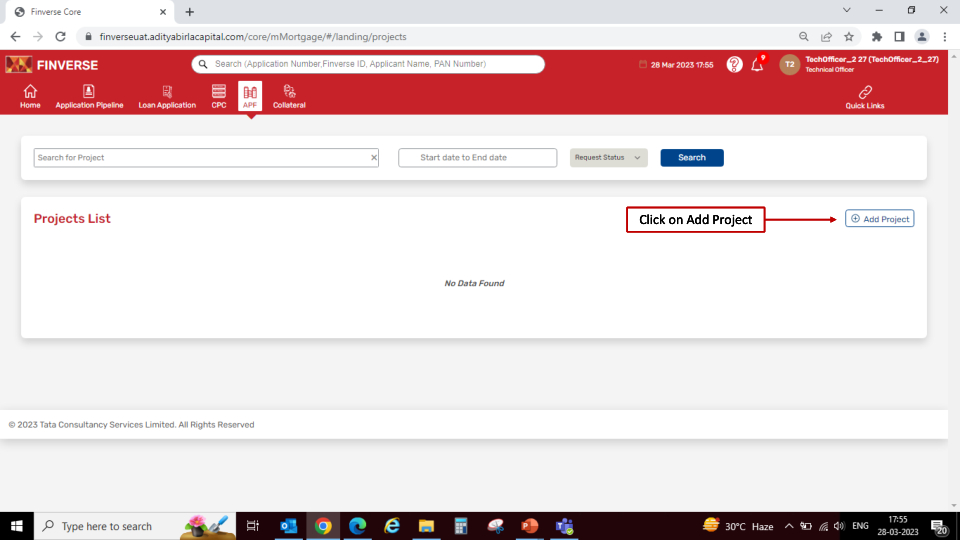 Finverse Core
finverseuat.adityabirlacapital.com/core/mMortgage/#/landing/projects
FINVERSE
Search (Application Number,Finverse ID, Applicant Name, PAN Number)
28 Mar 2023 17:55
T2
TechOfficer_2 27 (TechOfficer_2_27)
Technical Officer
Home
Application Pipeline
Loan Application
CPC
APF
Collateral
Quick Links
Search for Project
Start date to End date
Request Status
Search
Projects List
Click on Add Project
Add Project
No Data Found
© 2023 Tata Consultancy Services Limited. All Rights Reserved
Type here to search
30°C Haze
ENG
17:55
28-03-2023
20